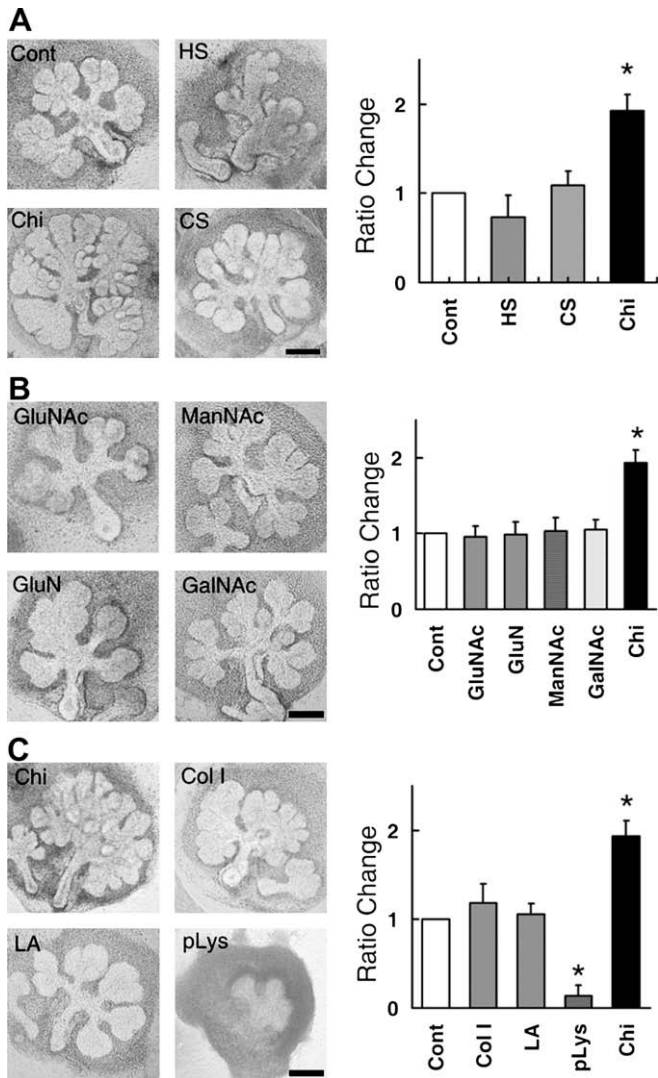 A
Cont
HS
Chi
CS
Ratio Change
2
1
0
Cont
HS
CS
Chi
*
B
GluNAc
ManNAc
GluN
GalNAc
Ratio Change
2
1
0
Cont
GluNAc
GluN
ManNAc
GalNAc
Chi
*
C
Chi
Col I
LA
pLys
Ratio Change
2
1
0
Cont
Col I
LA
pLys
Chi
*
*